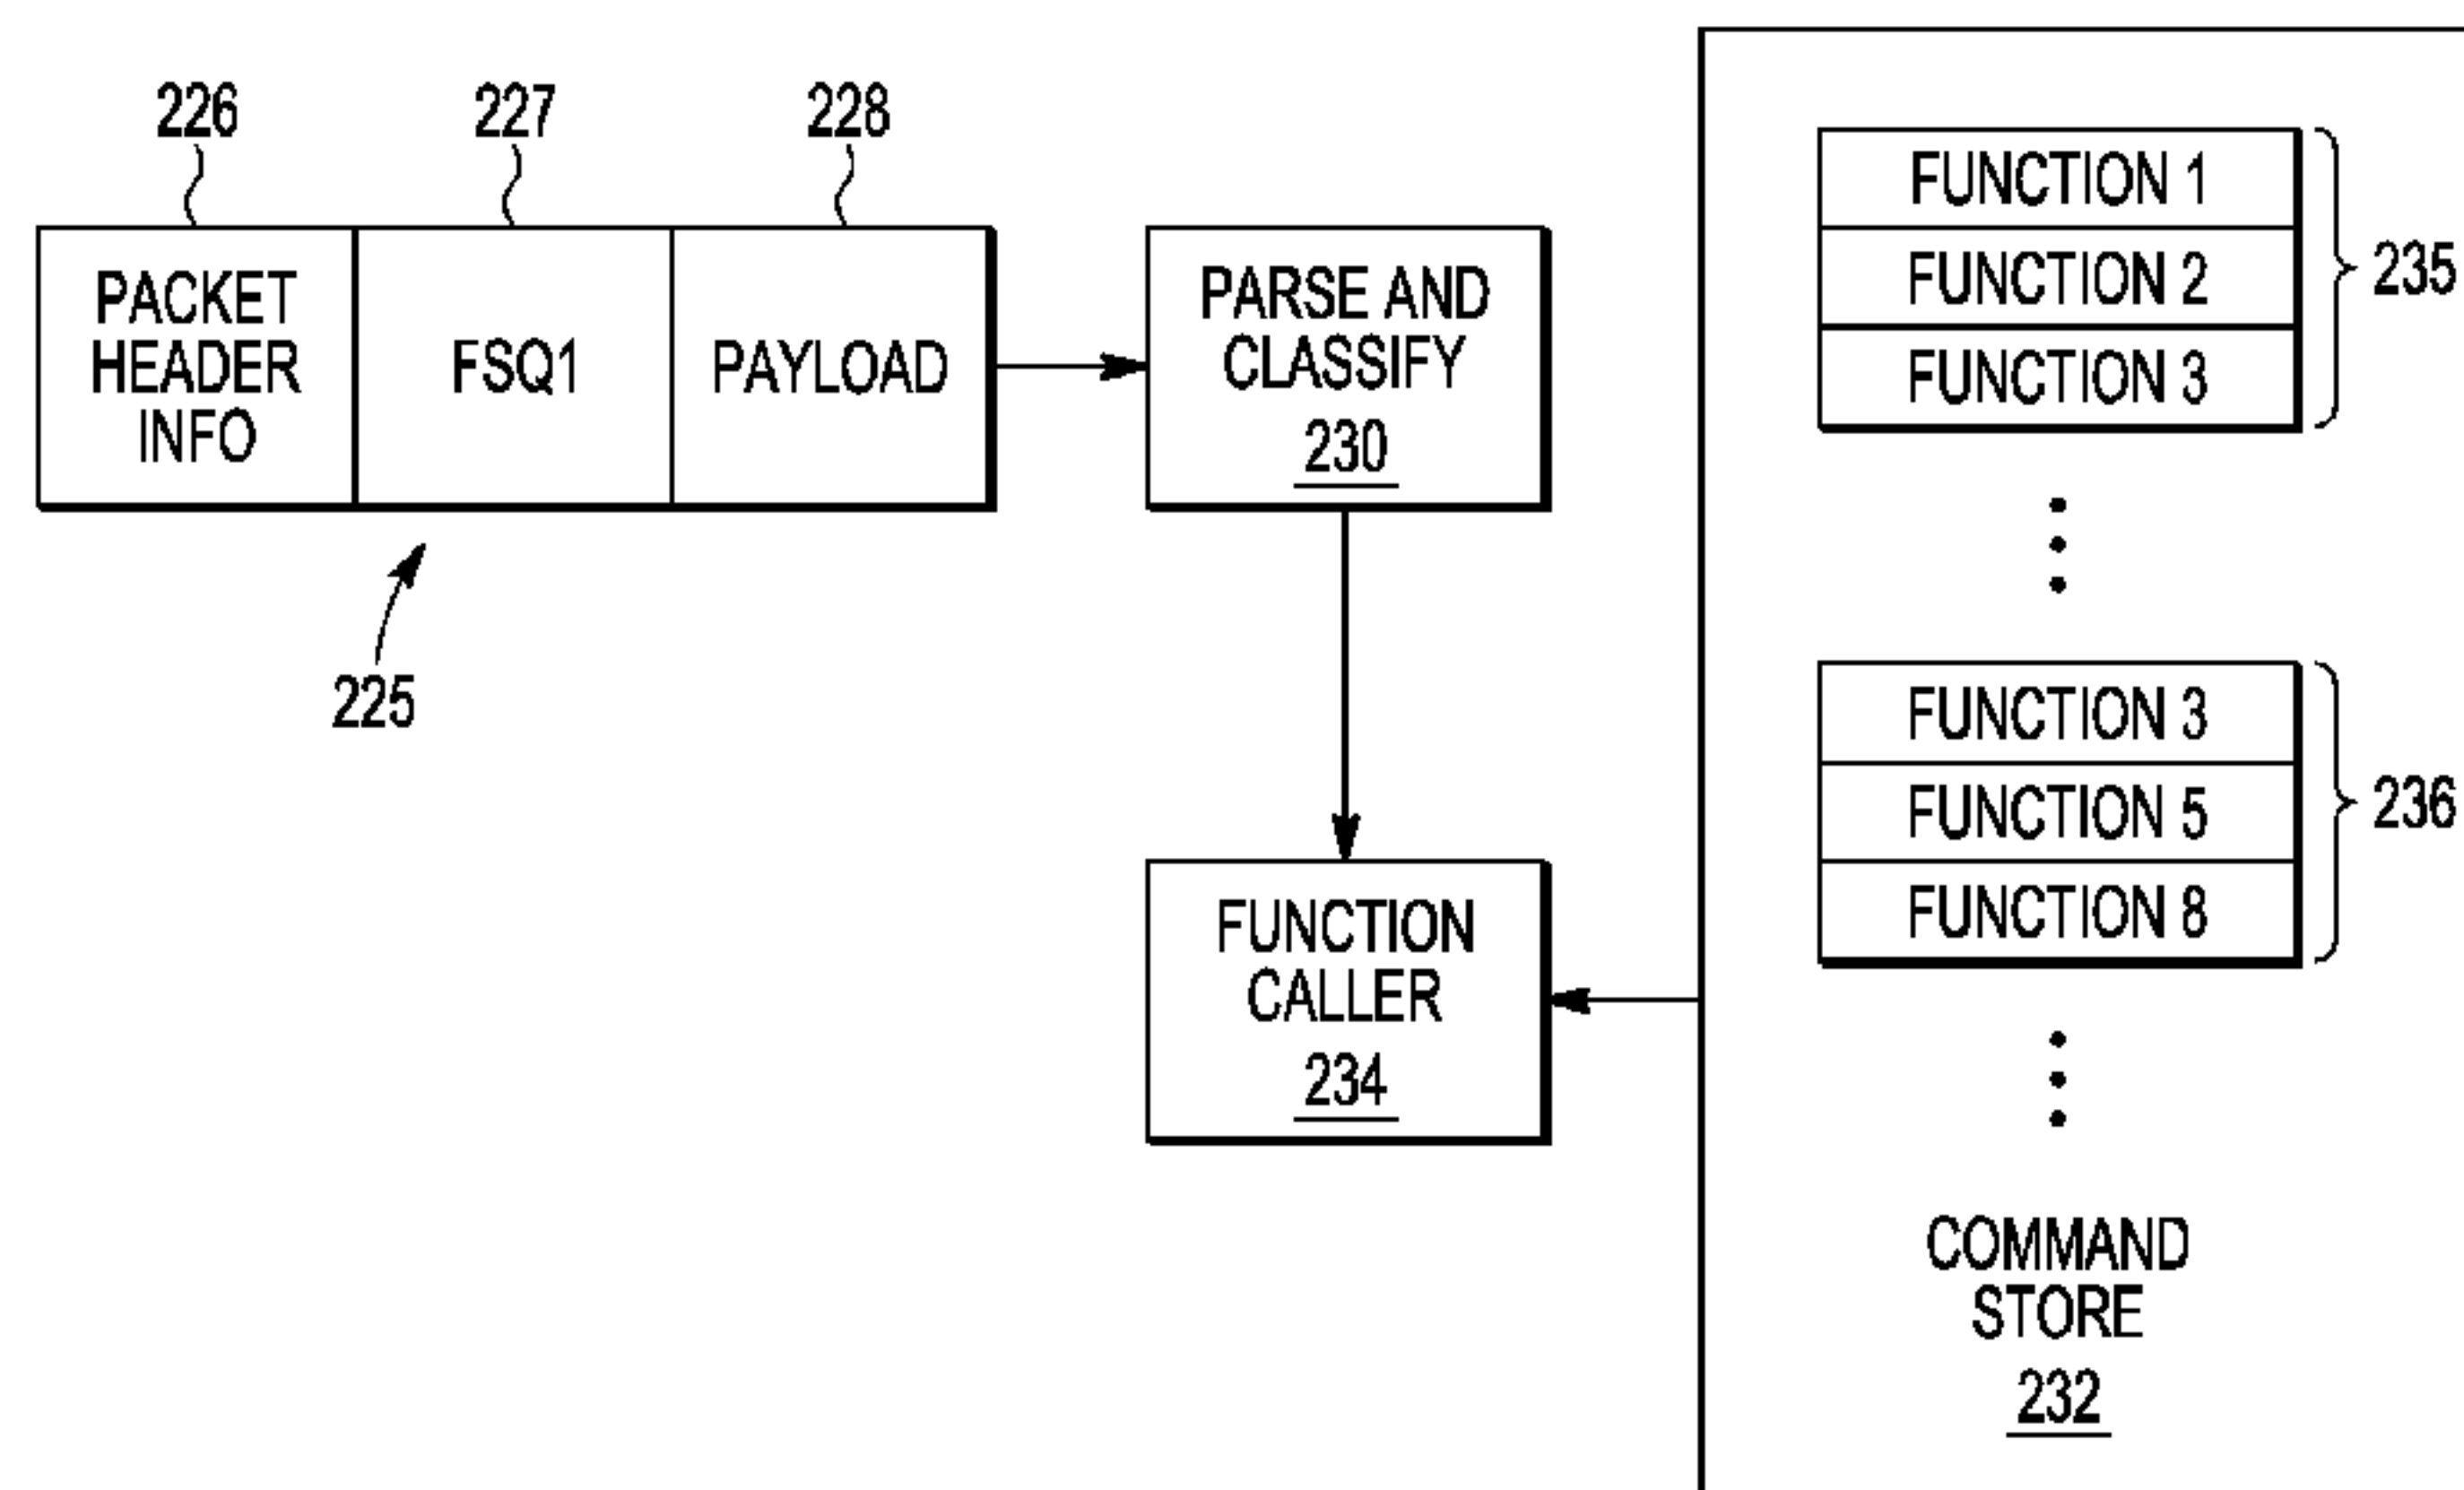 226
227
228
PACKET
HEADER
INFO
FSQ1
PAYLOAD
225
PARSE AND
CLASSIFY
230
FUNCTION
CALLER
234
FUNCTION 1
FUNCTION 2
FUNCTION 3
235
FUNCTION 3
FUNCTION 5
FUNCTION 8
236
COMMAND
STORE
232